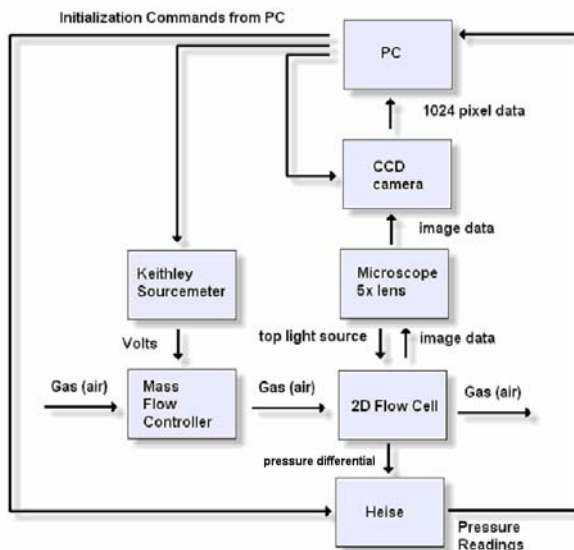 Initialization Commands from PC
PC
1024 pixel data
CCD
camera
image data
Keithley
Sourcemeter
Microscope
5x lens
Volts
top light source
image data
Gas (air)
Mass
Flow
Controller
Gas (air)
2D Flow Cell
Gas (air)
pressure differential
Heise
Pressure
Readings